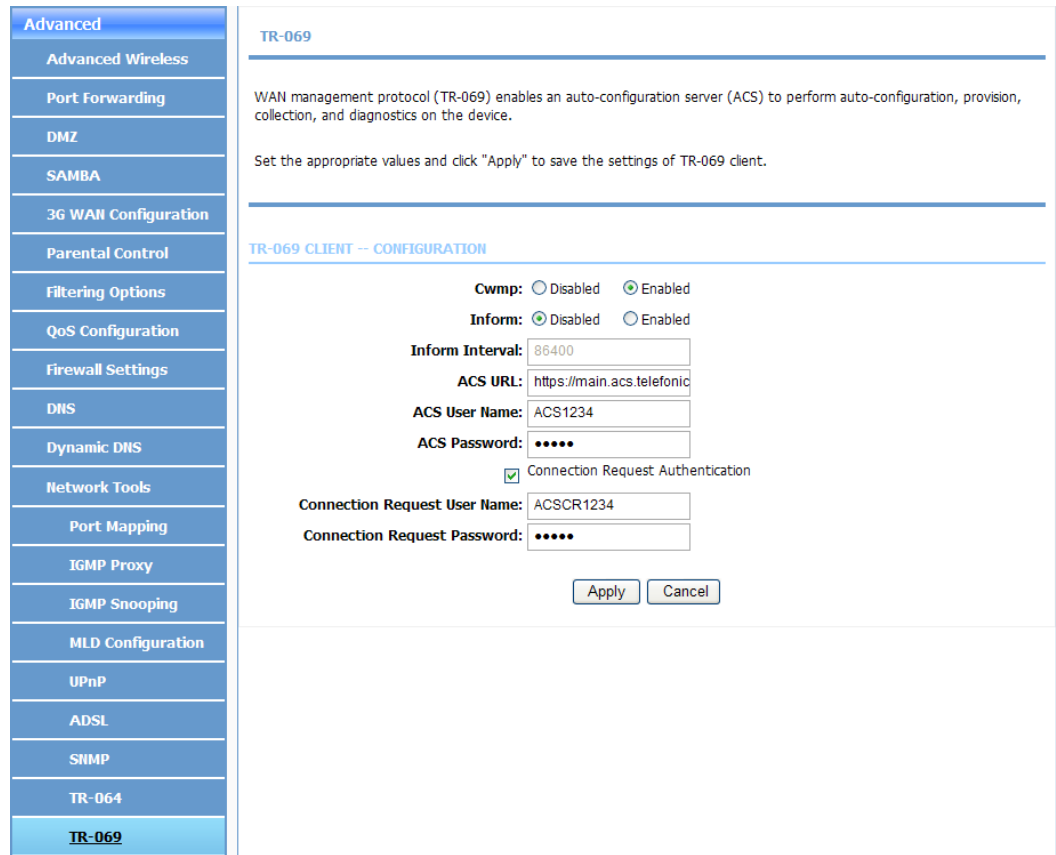 Advanced
Advanced Wireless
Port Forwarding
DMZ
SAMBA
3G WAN Configuration
Parental Control
Filtering Options
QoS Configuration
Firewall Settings
DNS
Dynamic DNS
Network Tools
Port Mapping
IGMP Proxy
IGMP Snooping
MLD Configuration
UPnP
ADSL
SNMP
TR-064
TR-069
TR-069
WAN management protocol (TR-069) enables an auto-configuration server (ACS) to perform auto-configuration, provision,
collection, and diagnostics on the device.
Set the appropriate values and click "Apply" to save the settings of TR-069 client.
TR-069 CLIENT -- CONFIGURATION
Cwmp: Disabled Enabled
Inform: Disabled Enabled
Inform Interval: 86400
ACS URL: https://main.acs.telefonic
ACS User Name: ACS1234
ACS Password: •••••
Connection Request Authentication
Connection Request User Name: ACSCR1234
Connection Request Password: •••••
Apply Cancel